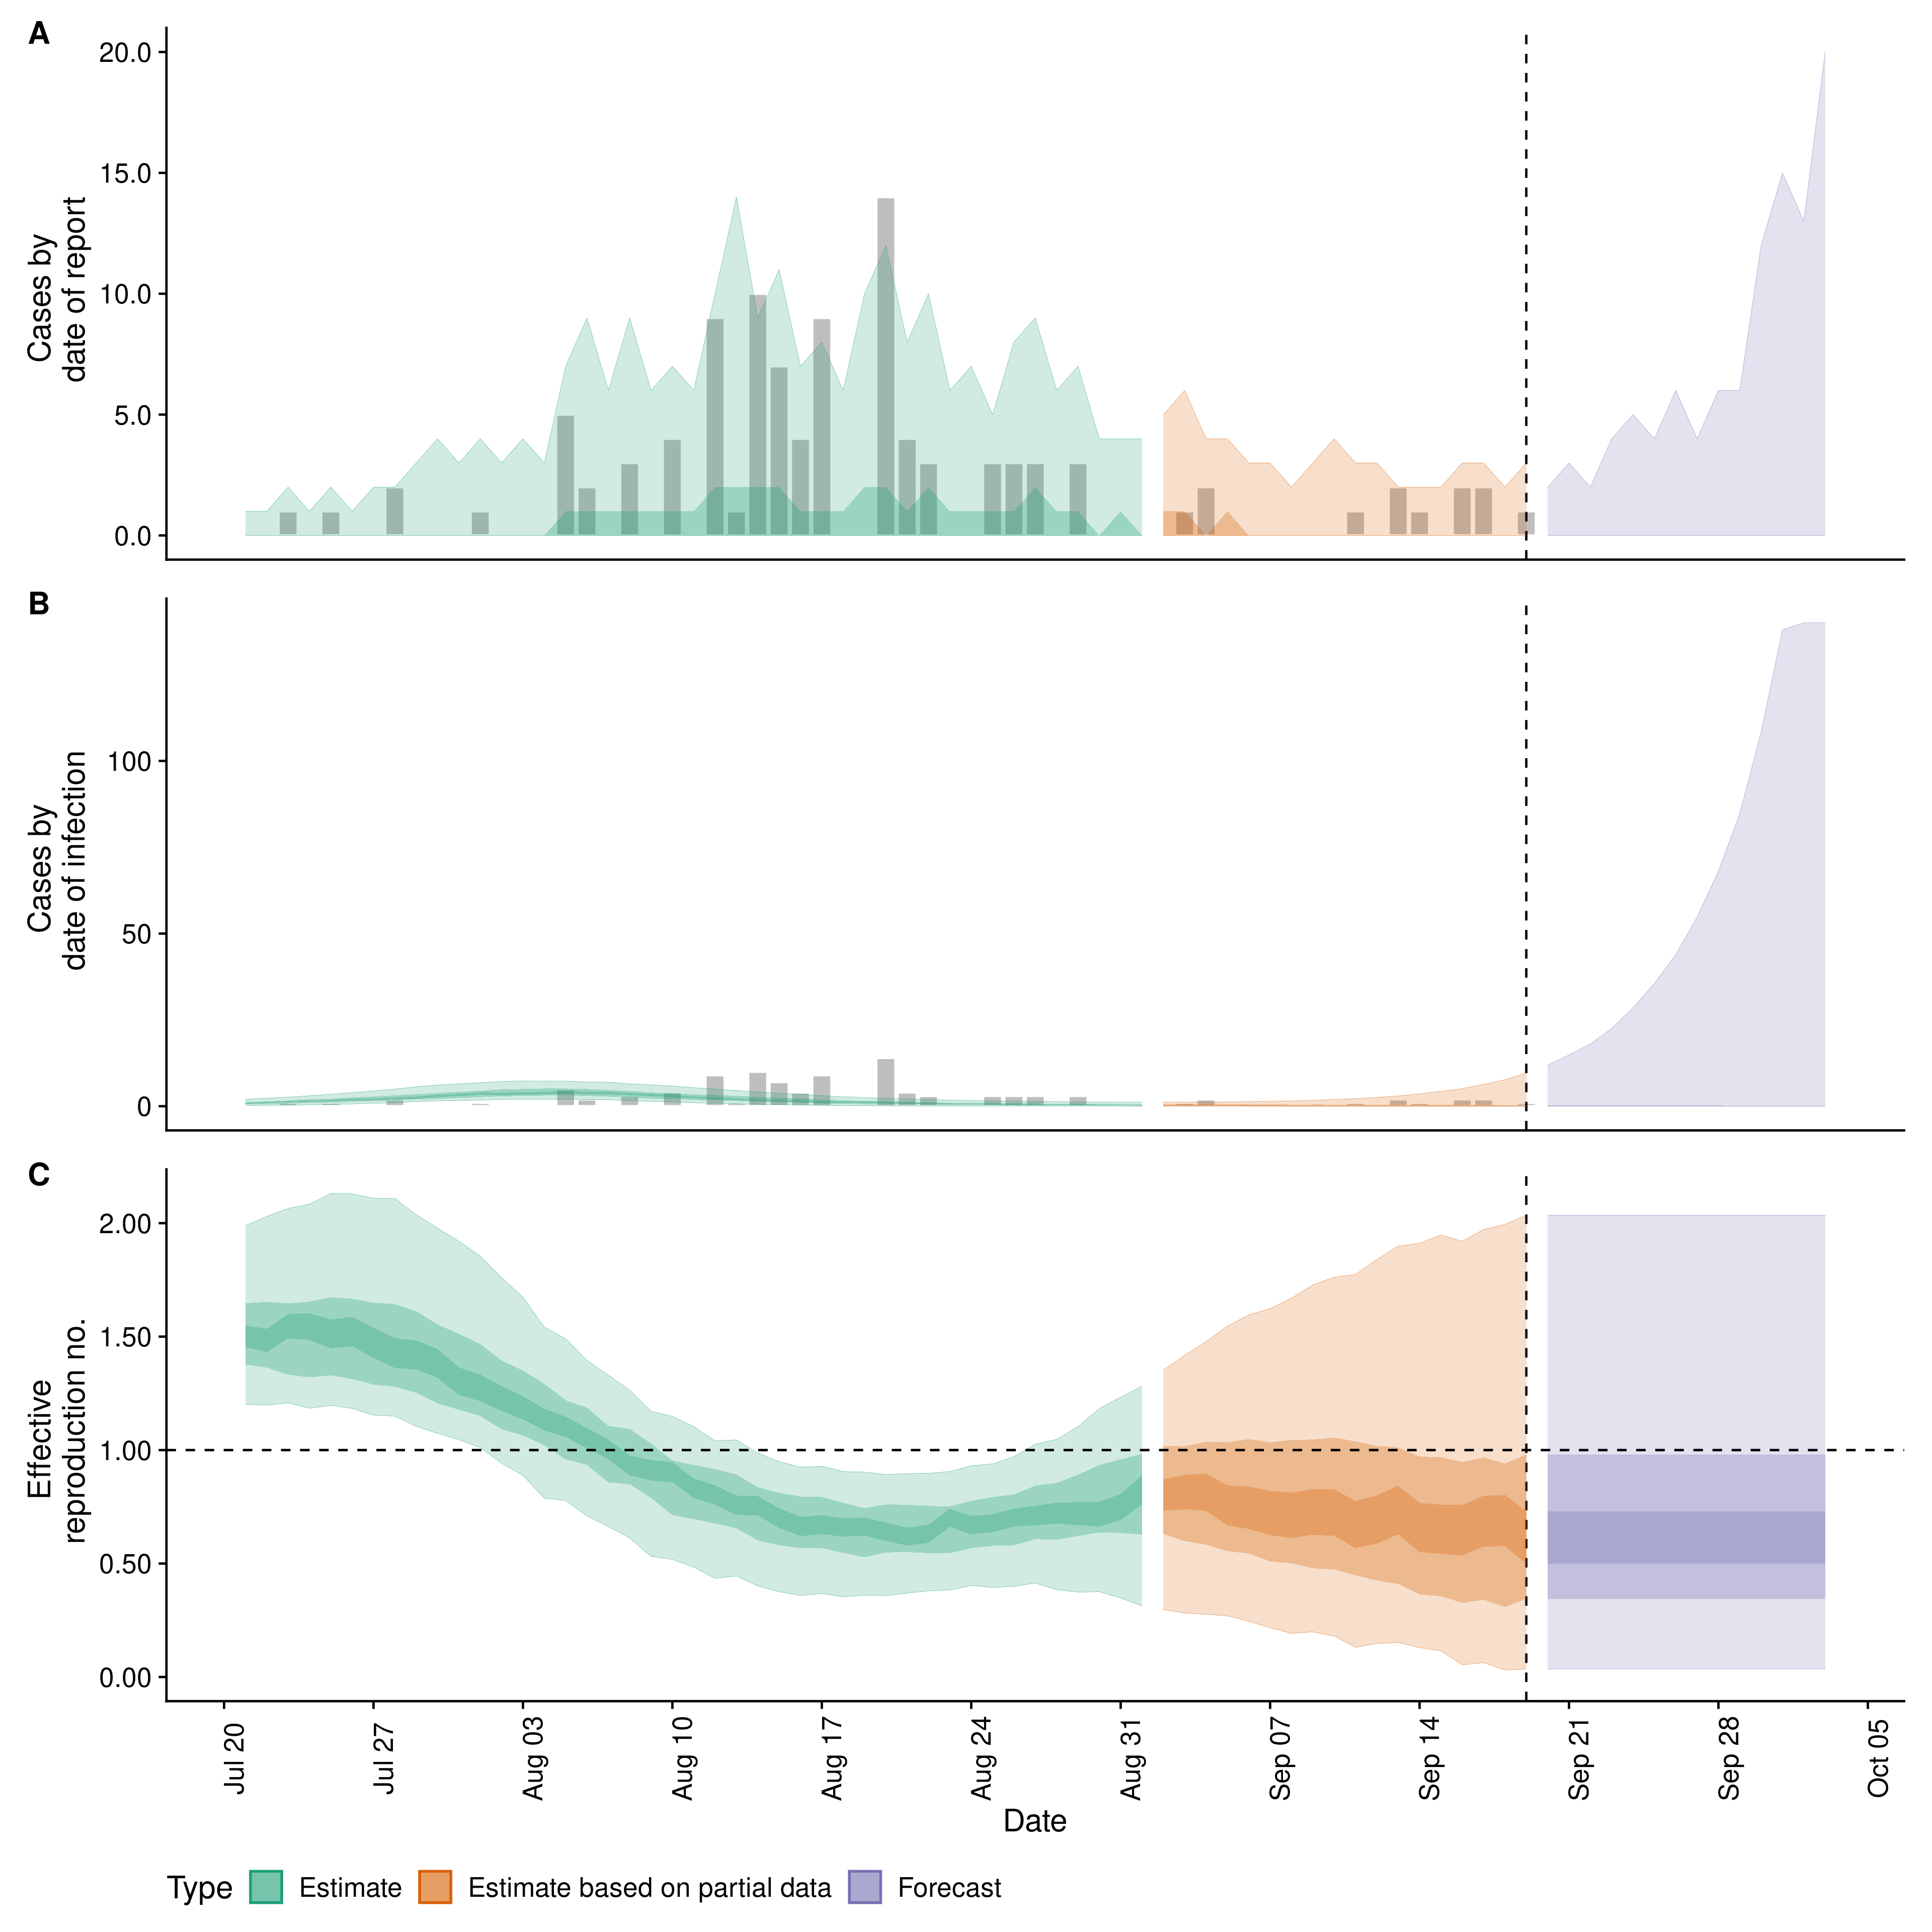 A
20.0
15.0
10.0
5.0
0.0
Cases by
date of report
B
100
50
0
Cases by
date of infection
C
2.00
1.50
1.00
0.50
0.00
Effective
reproduction no.
Jul 20
Jul 27
Aug 03
Aug 10
Aug 17
Aug 24
Aug 31
Sep 07
Sep 14
Sep 21
Sep 28
Oct 05
Date
Type Estimate Estimate based on partial data Forecast